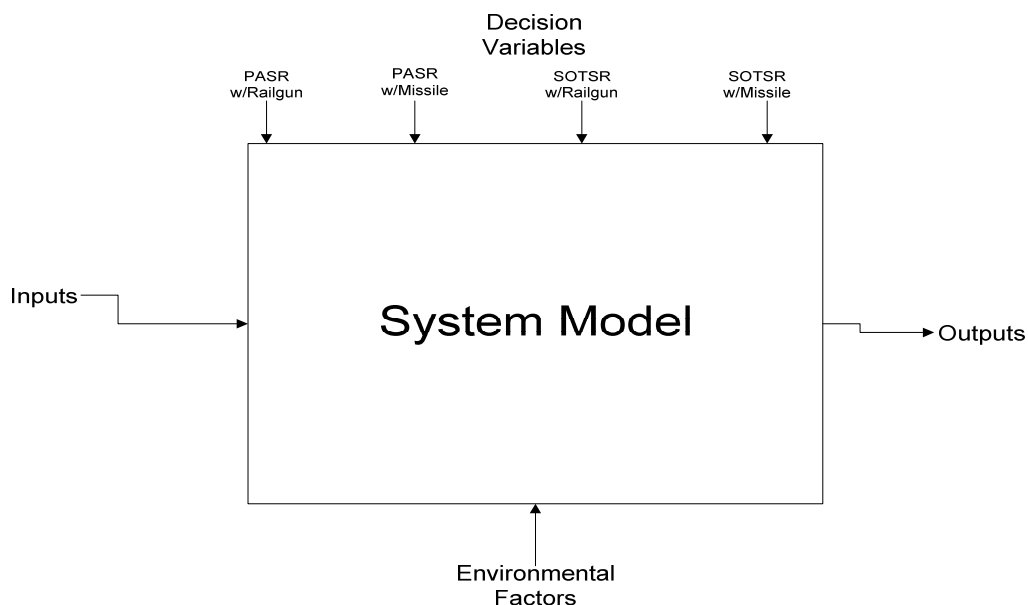 Decision
Variables
PASR
w/Railgun
PASR
w/Missile
SOTSR
w/Railgun
SOTSR
w/Missile
Inputs
System Model
Outputs
Environmental
Factors